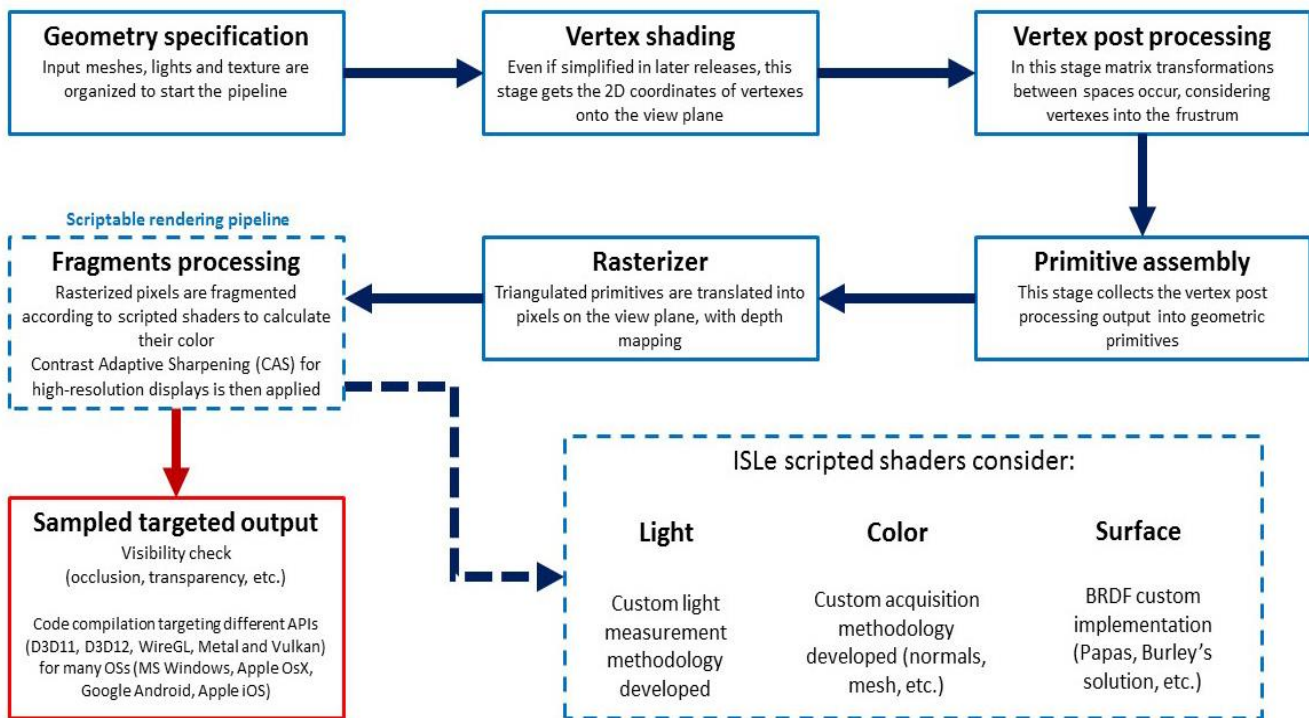 Geometry specification
Input meshes, lights and texture are
organized to start the pipeline
Vertex shading
Even if simplified in later releases, this
stage gets the 2D coordinates of vertexes
onto the view plane
Vertex post processing
In this stage matrix transformations
between spaces occur, considering
vertexes into the frustrum
Scriptable rendering pipeline
Fragments processing
Rasterized pixels are fragmented
according to scripted shaders to calculate
their color
Contrast Adaptive Sharpening (CAS) for
high-resolution displays is then applied
Rasterizer
Triangulated primitives are translated into
pixels on the view plane, with depth
mapping
Primitive assembly
This stage collects the vertex post
processing output into geometric
primitives
Sampled targeted output
Visibility check
(occlusion, transparency, etc.)
Code compilation targeting different APIs
(D3D11, D3D12, WireGL, Metal and Vulkan)
for many OSs (MS Windows, Apple OsX,
Google Android, Apple iOS)
ISLe scripted shaders consider:
Light
Custom light
measurement
methodology
developed
Color
Custom acquisition
methodology
developed (normals,
mesh, etc.)
Surface
BRDF custom
implementation
(Papas, Burley's
solution, etc.)